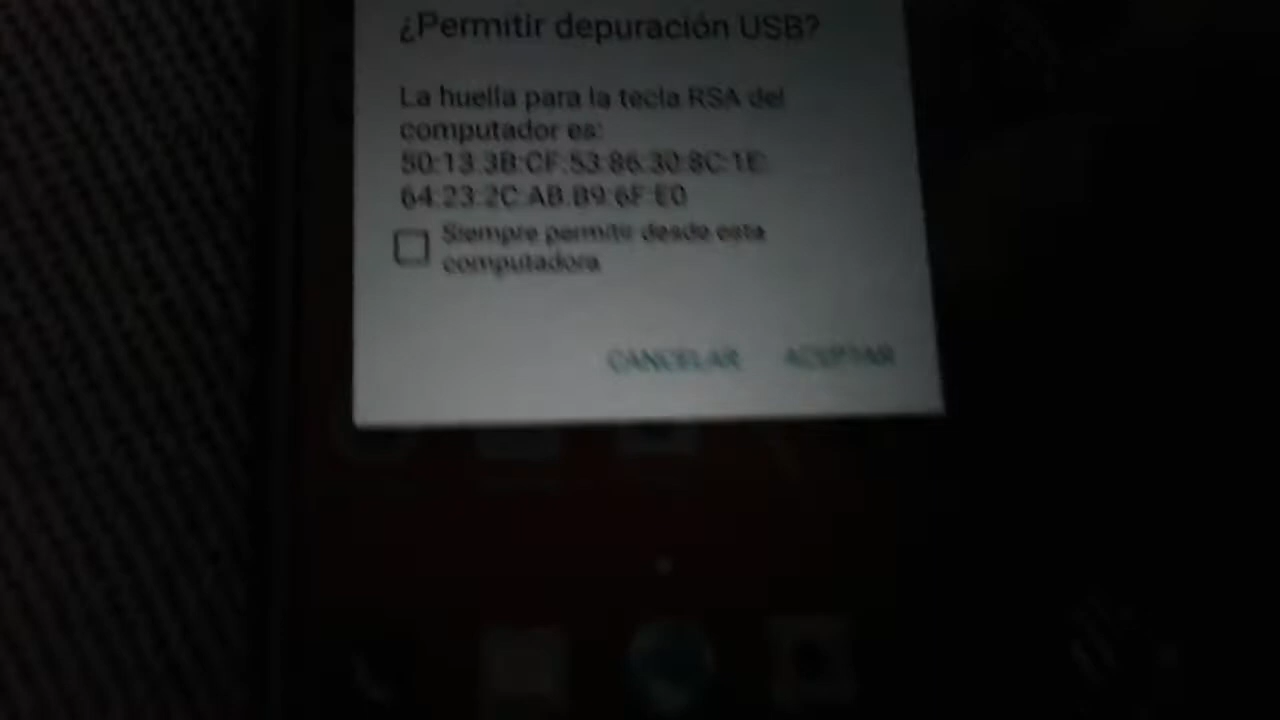 ¿Permitir depuración USB?
La huella para la tecla RSA del
computador es:
50:13:3B:CF:53:86:30:8C:1E:
64:23:2C:AB:B9:6F:E0
Siempre permitir desde esta
computadora
CANCELAR ACEPTAR